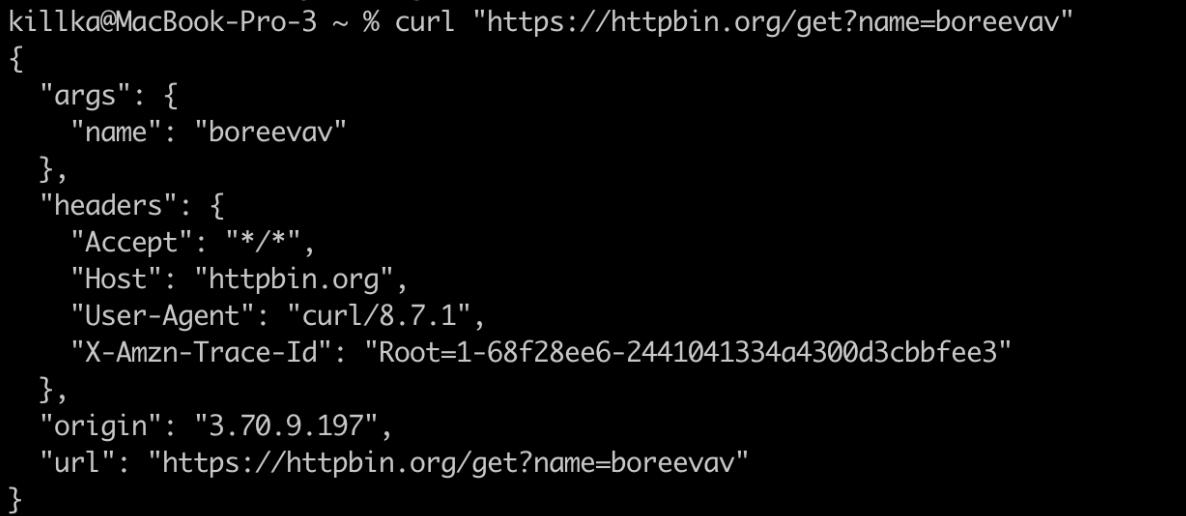 killka@MacBook-Pro-3 ~ % curl "https://httpbin.org/get?name=boreevav"
{
  "args": {
    "name": "boreevav"
  },
  "headers": {
    "Accept": "*/*",
    "Host": "httpbin.org",
    "User-Agent": "curl/8.7.1",
    "X-Amzn-Trace-Id": "Root=1-68f28ee6-2441041334a4300d3cbbfee3"
  },
  "origin": "3.70.9.197",
  "url": "https://httpbin.org/get?name=boreevav"
}